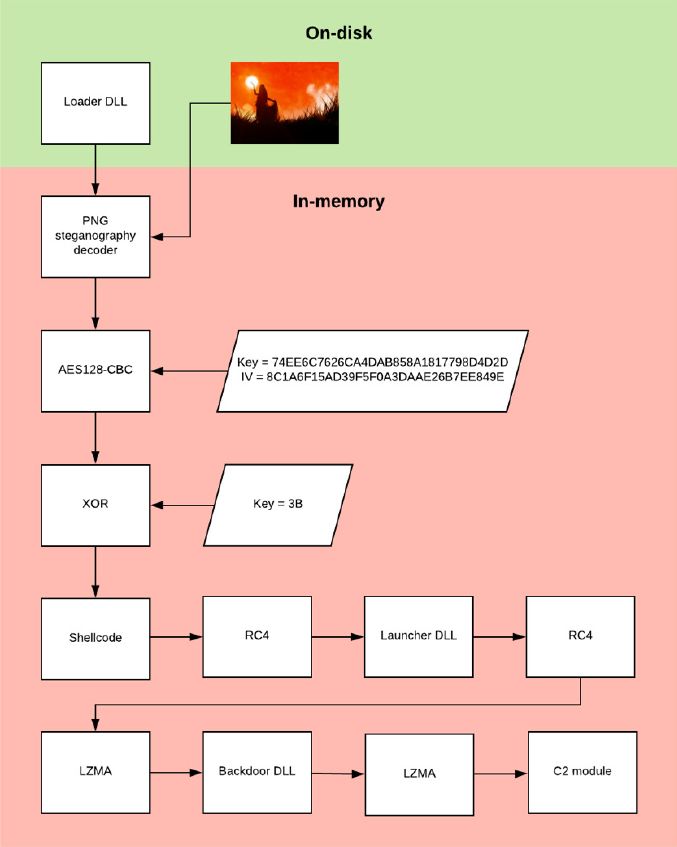 On-disk
Loader DLL
In-memory
PNG
steganography
decoder
AES128-CBC
Key = 74EE6C7626CA4DAB858A1817798D4D2D
IV = 8C1A6F15AD39F5F0A3DAAE26B7EE849E
XOR
Key = 3B
Shellcode
RC4
Launcher DLL
RC4
LZMA
Backdoor DLL
LZMA
C2 module